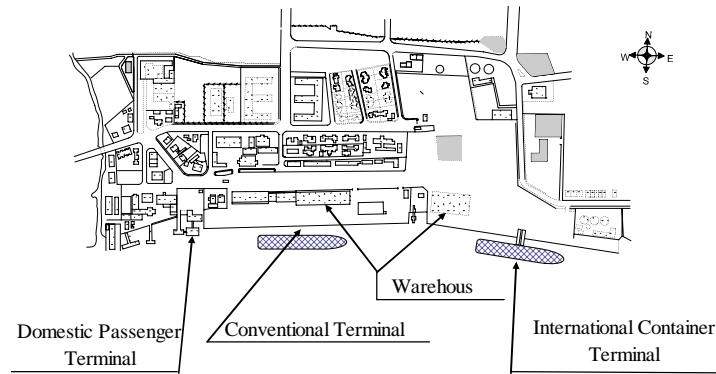 N
W E
S
Warehous
Domestic Passenger
Terminal
Conventional Terminal
International Container
Terminal